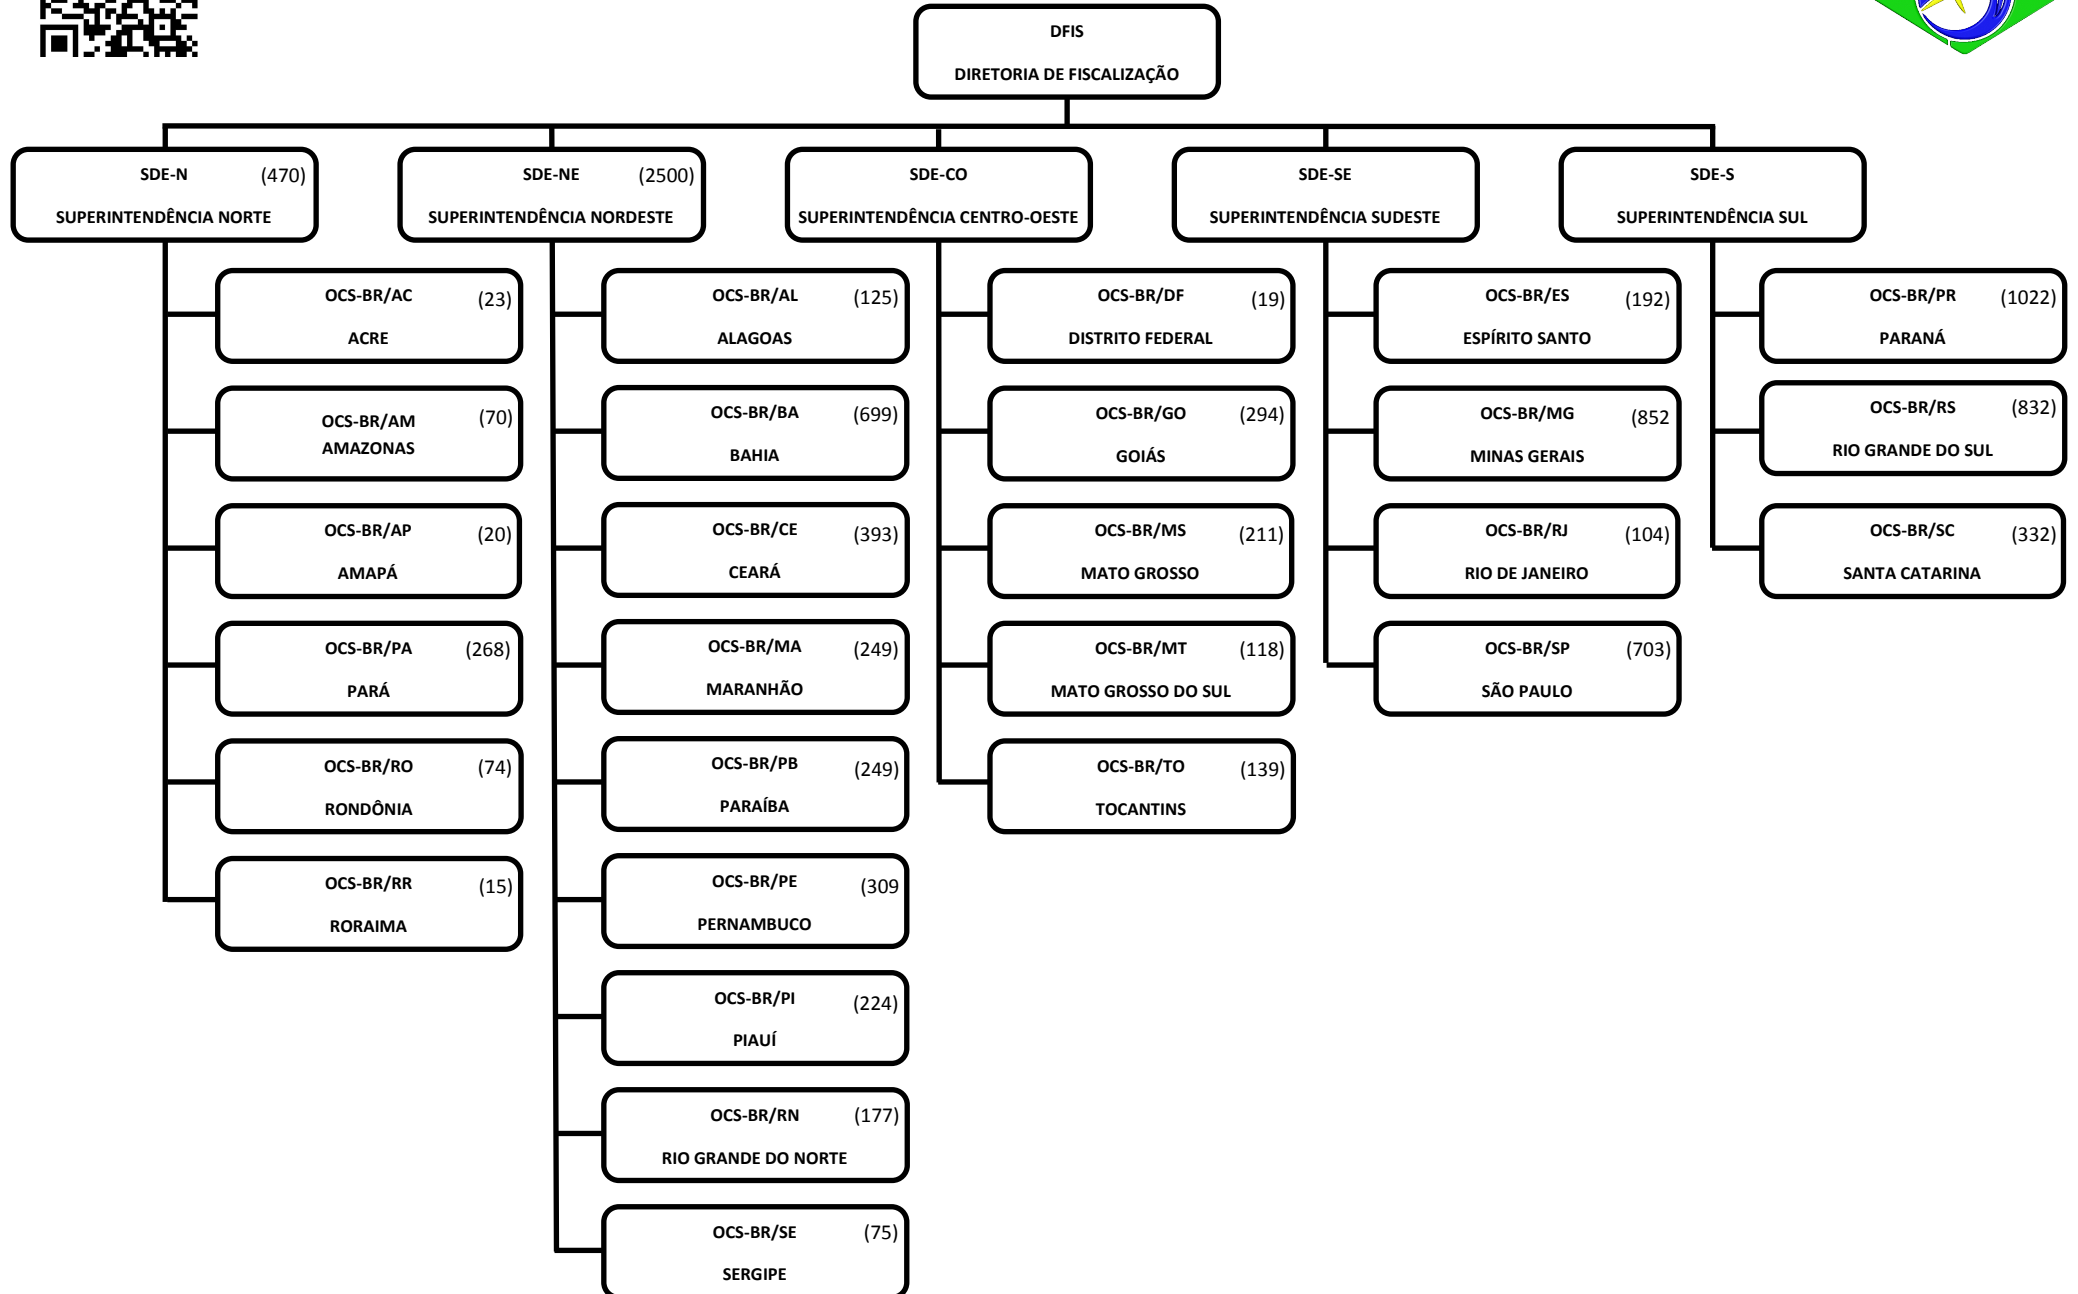 DFIS
DIRETORIA DE FISCALIZAÇÃO
SDE-N (470)
SUPERINTENDÊNCIA NORTE
OCS-BR/AC (23)
ACRE
OCS-BR/AM (70)
AMAZONAS
OCS-BR/AP (20)
AMAPÁ
OCS-BR/PA (268)
PARÁ
OCS-BR/RO (74)
RONDÔNIA
OCS-BR/RR (15)
RORAIMA
SDE-NE (2500)
SUPERINTENDÊNCIA NORDESTE
OCS-BR/AL (125)
ALAGOAS
OCS-BR/BA (699)
BAHIA
OCS-BR/CE (393)
CEARÁ
OCS-BR/MA (249)
MARANHÃO
OCS-BR/PB (249)
PARAÍBA
OCS-BR/PE (309
PERNAMBUCO
OCS-BR/PI (224)
PIAUÍ
OCS-BR/RN (177)
RIO GRANDE DO NORTE
OCS-BR/SE (75)
SERGIPE
SDE-CO
SUPERINTENDÊNCIA CENTRO-OESTE
OCS-BR/DF (19)
DISTRITO FEDERAL
OCS-BR/GO (294)
GOIÁS
OCS-BR/MS (211)
MATO GROSSO
OCS-BR/MT (118)
MATO GROSSO DO SUL
OCS-BR/TO (139)
TOCANTINS
SDE-SE
SUPERINTENDÊNCIA SUDESTE
OCS-BR/ES (192)
ESPÍRITO SANTO
OCS-BR/MG (852
MINAS GERAIS
OCS-BR/RJ (104)
RIO DE JANEIRO
OCS-BR/SP (703)
SÃO PAULO
SDE-S
SUPERINTENDÊNCIA SUL
OCS-BR/PR (1022)
PARANÁ
OCS-BR/RS (832)
RIO GRANDE DO SUL
OCS-BR/SC (332)
SANTA CATARINA